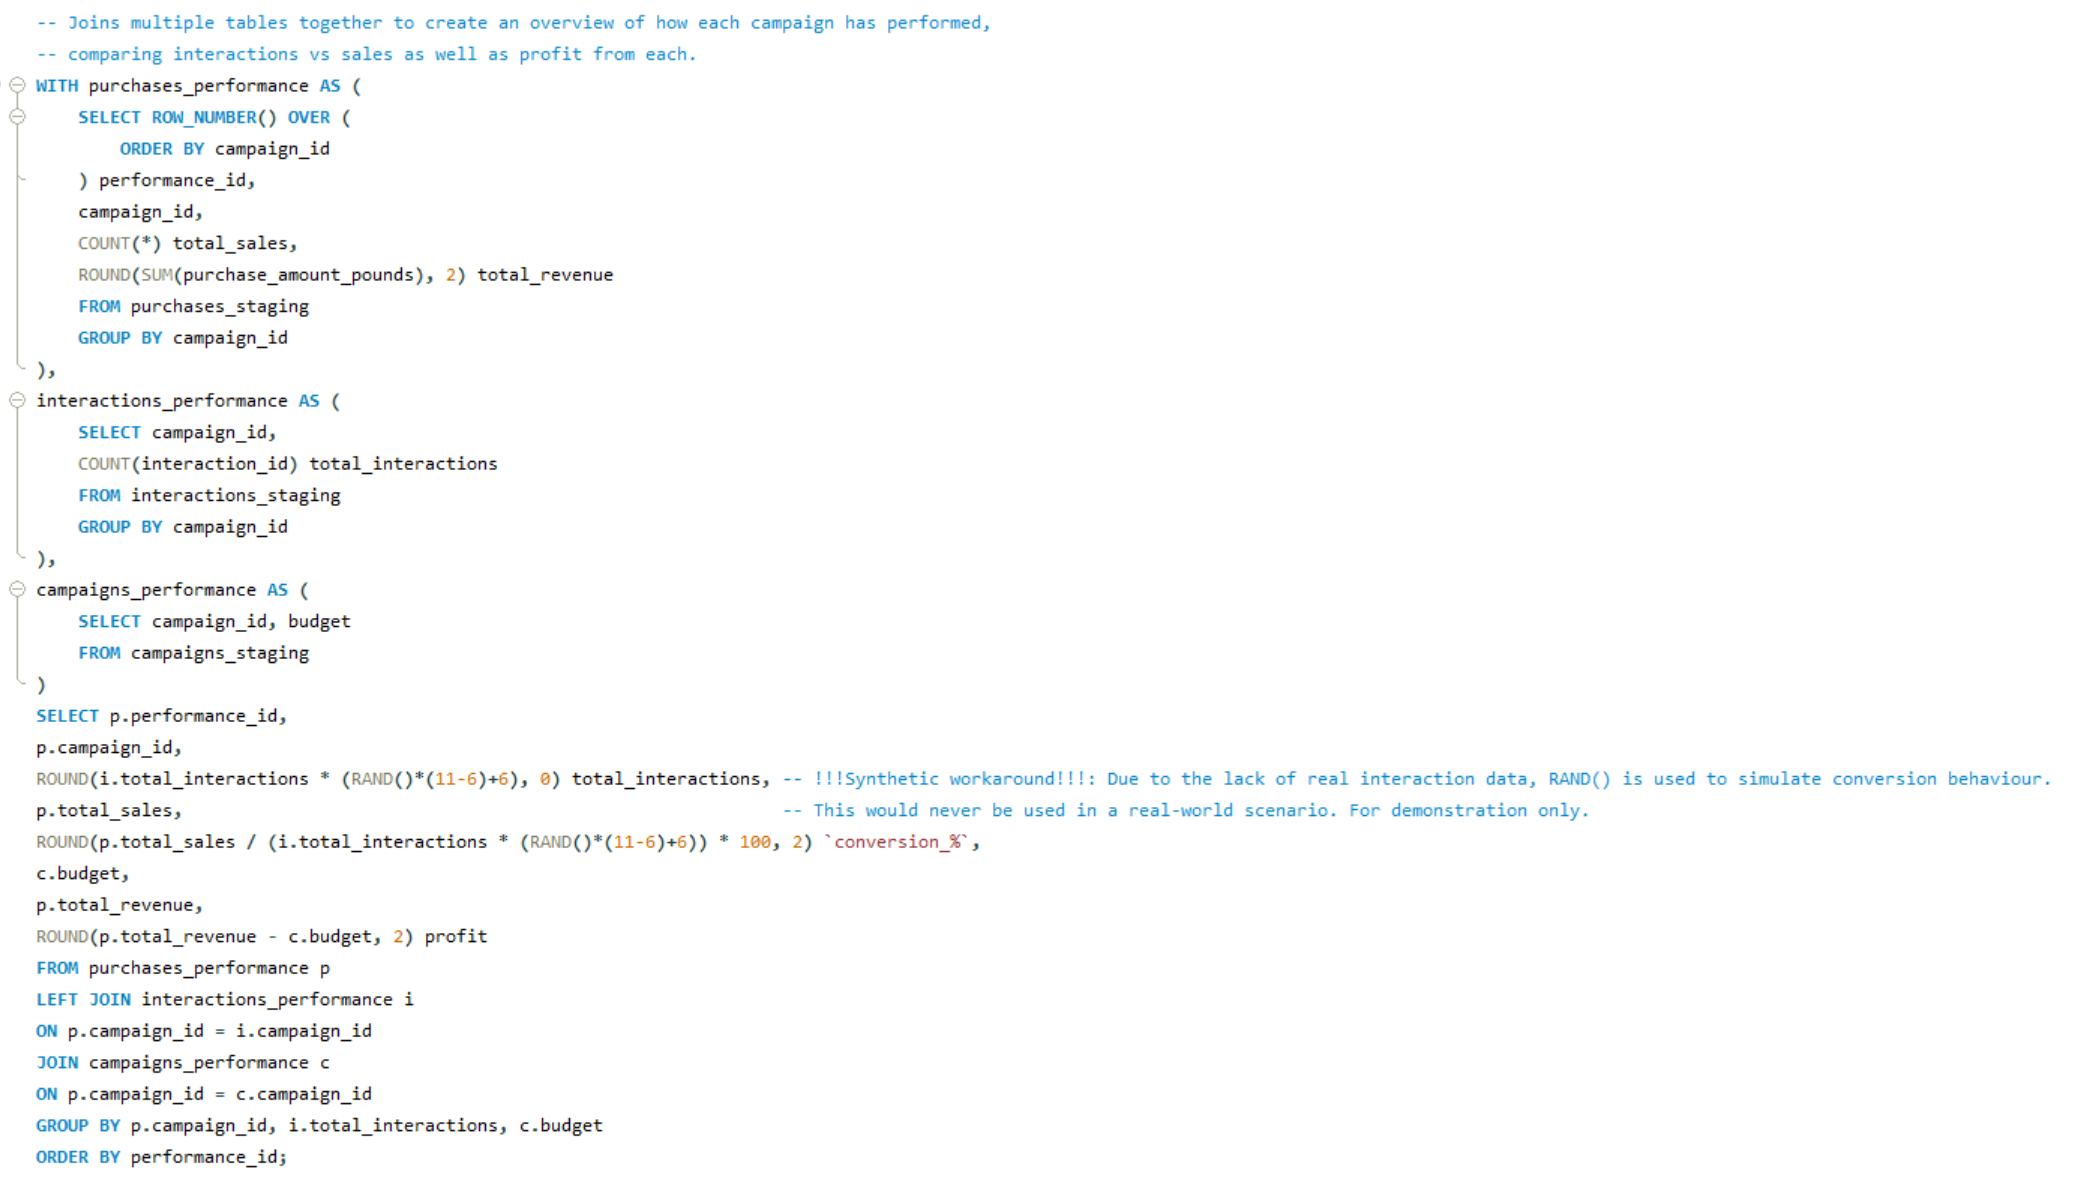 -- Joins multiple tables together to create an overview of how each campaign has performed,
-- comparing interactions vs sales as well as profit from each.
WITH purchases_performance AS (
SELECT ROW_NUMBER() OVER (
ORDER BY campaign_id
) performance_id,
campaign_id,
COUNT(*) total_sales,
ROUND(SUM(purchase_amount_pounds), 2) total_revenue
FROM purchases_staging
GROUP BY campaign_id
),
interactions_performance AS (
SELECT campaign_id,
COUNT(interaction_id) total_interactions
FROM interactions_staging
GROUP BY campaign_id
),
campaigns_performance AS (
SELECT campaign_id, budget
FROM campaigns_staging
)
SELECT p.performance_id,
p.campaign_id,
ROUND(i.total_interactions * (RAND()*(11-6)+6), 0) total_interactions, -- !!!Synthetic workaround!!!: Due to the lack of real interaction data, RAND() is used to simulate conversion behaviour.
p.total_sales, -- This would never be used in a real-world scenario. For demonstration only.
ROUND(p.total_sales / (i.total_interactions * (RAND()*(11-6)+6)) * 100, 2) `conversion_%`,
c.budget,
p.total_revenue,
ROUND(p.total_revenue - c.budget, 2) profit
FROM purchases_performance p
LEFT JOIN interactions_performance i
ON p.campaign_id = i.campaign_id
JOIN campaigns_performance c
ON p.campaign_id = c.campaign_id
GROUP BY p.campaign_id, i.total_interactions, c.budget
ORDER BY performance_id;